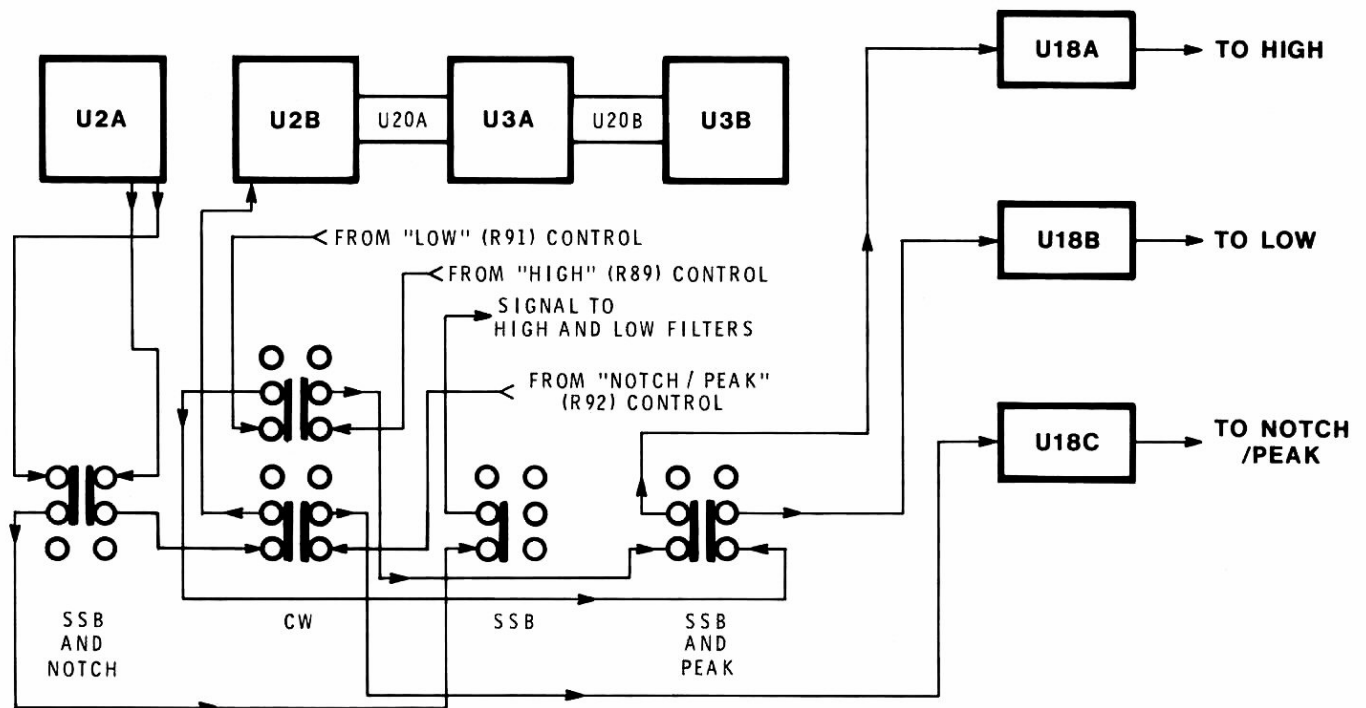 U18A
TO HIGH
U2A
U2B
U20A
U3A
U20B
U3B
FROM "LOW" (R91) CONTROL
U18B
TO LOW
FROM "HIGH" (R89) CONTROL
SIGNAL TO
HIGH AND LOW FILTERS
FROM "NOTCH / PEAK"
(R92) CONTROL
U18C
TO NOTCH
/PEAK
SSB
AND
NOTCH
CW
SSB
SSB
AND
PEAK